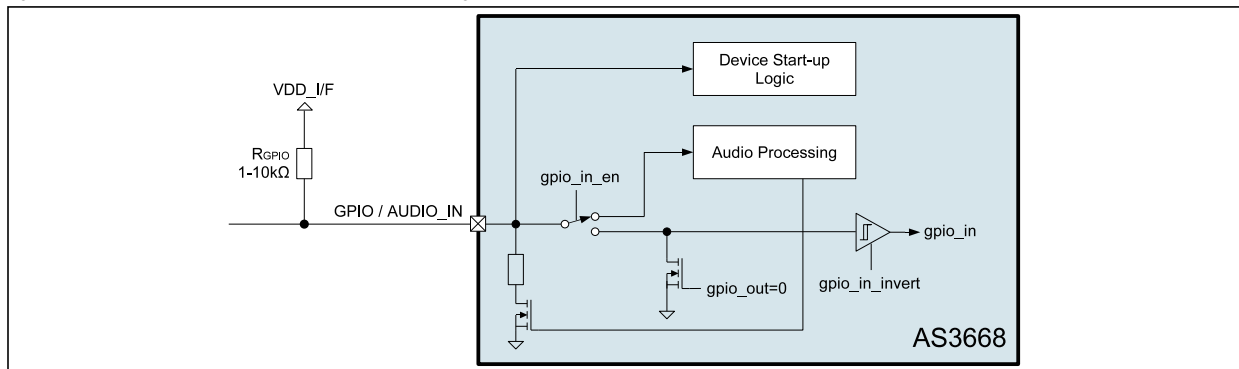 Device Start-up
Logic
VDD_I/F
RGPIO
1-10kΩ
Audio Processing
gpio_in_en
GPIO / AUDIO_IN
gpio_in
gpio_out=0
gpio_in_invert
AS3668